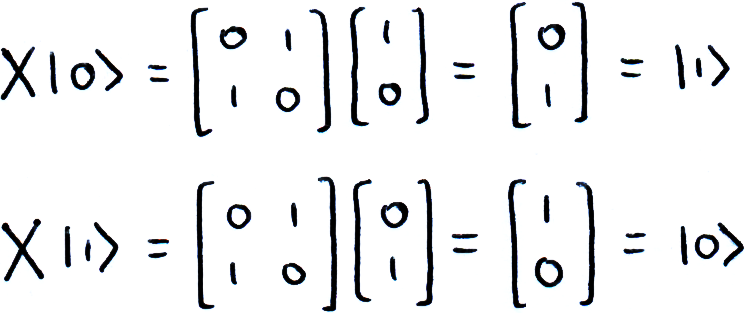 X|0⟩ = [0 1; 1 0] [1; 0] = [0; 1] = |1⟩
X|1⟩ = [0 1; 1 0] [0; 1] = [1; 0] = |0⟩